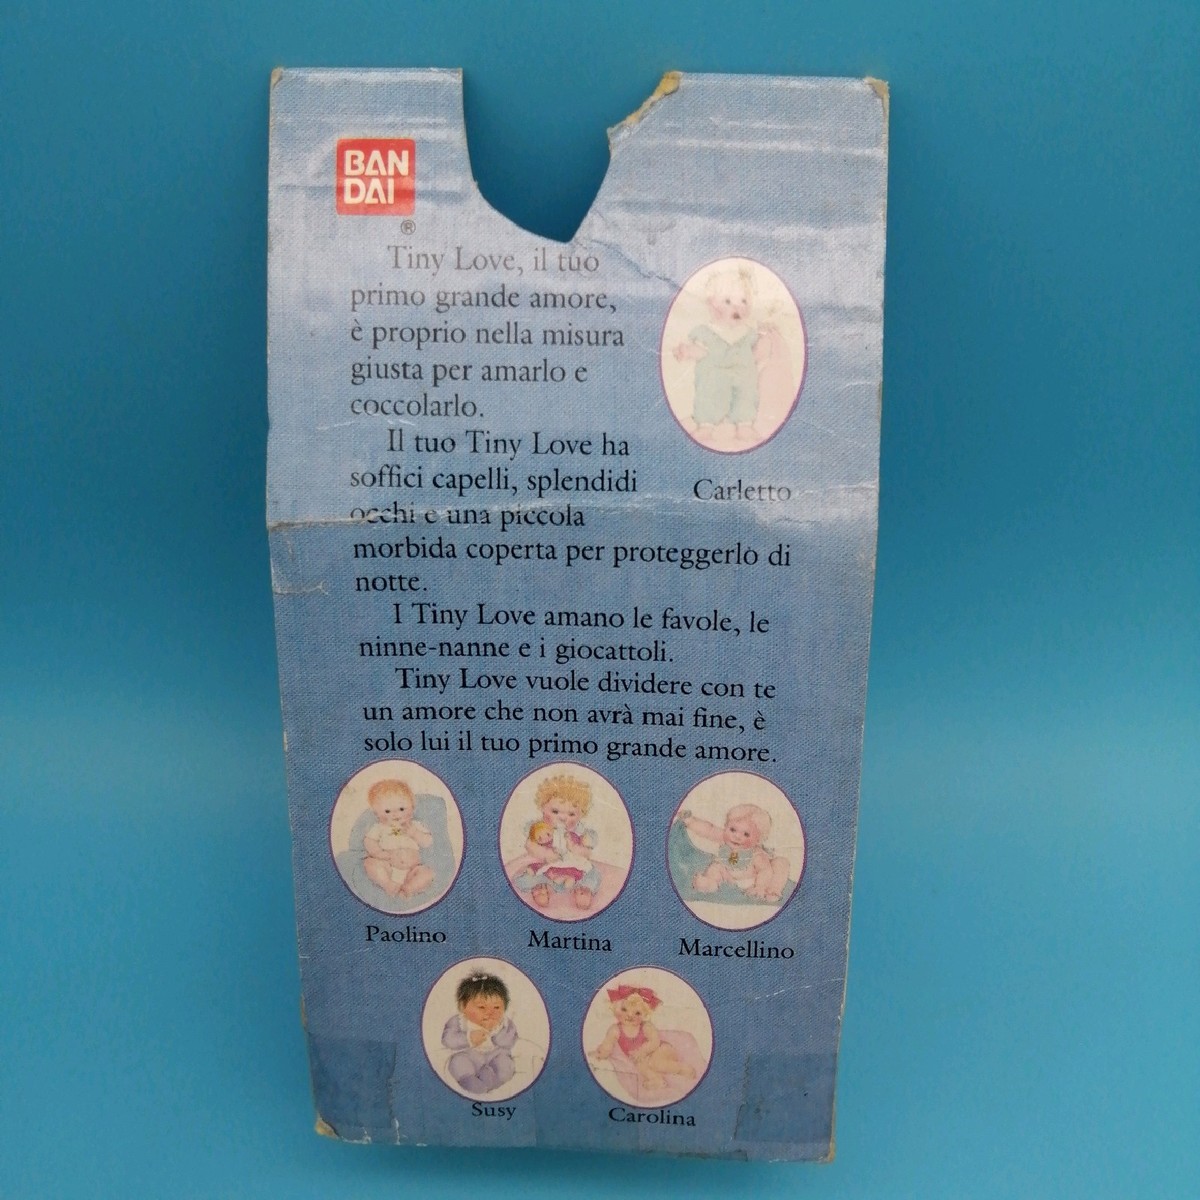 BAN
DAI
®
Tiny Love, il tuo
primo grande amore,
è proprio nella misura
giusta per amarlo e
coccolarlo.
Il tuo Tiny Love ha
soffici capelli, splendidi
occhi e una piccola
morbida coperta per proteggerlo di
notte.
I Tiny Love amano le favole, le
ninne-nanne e i giocattoli.
Tiny Love vuole dividere con te
un amore che non avrà mai fine, è
solo lui il tuo primo grande amore.
Carletto
Paolino
Martina
Marcellino
Susy
Carolina